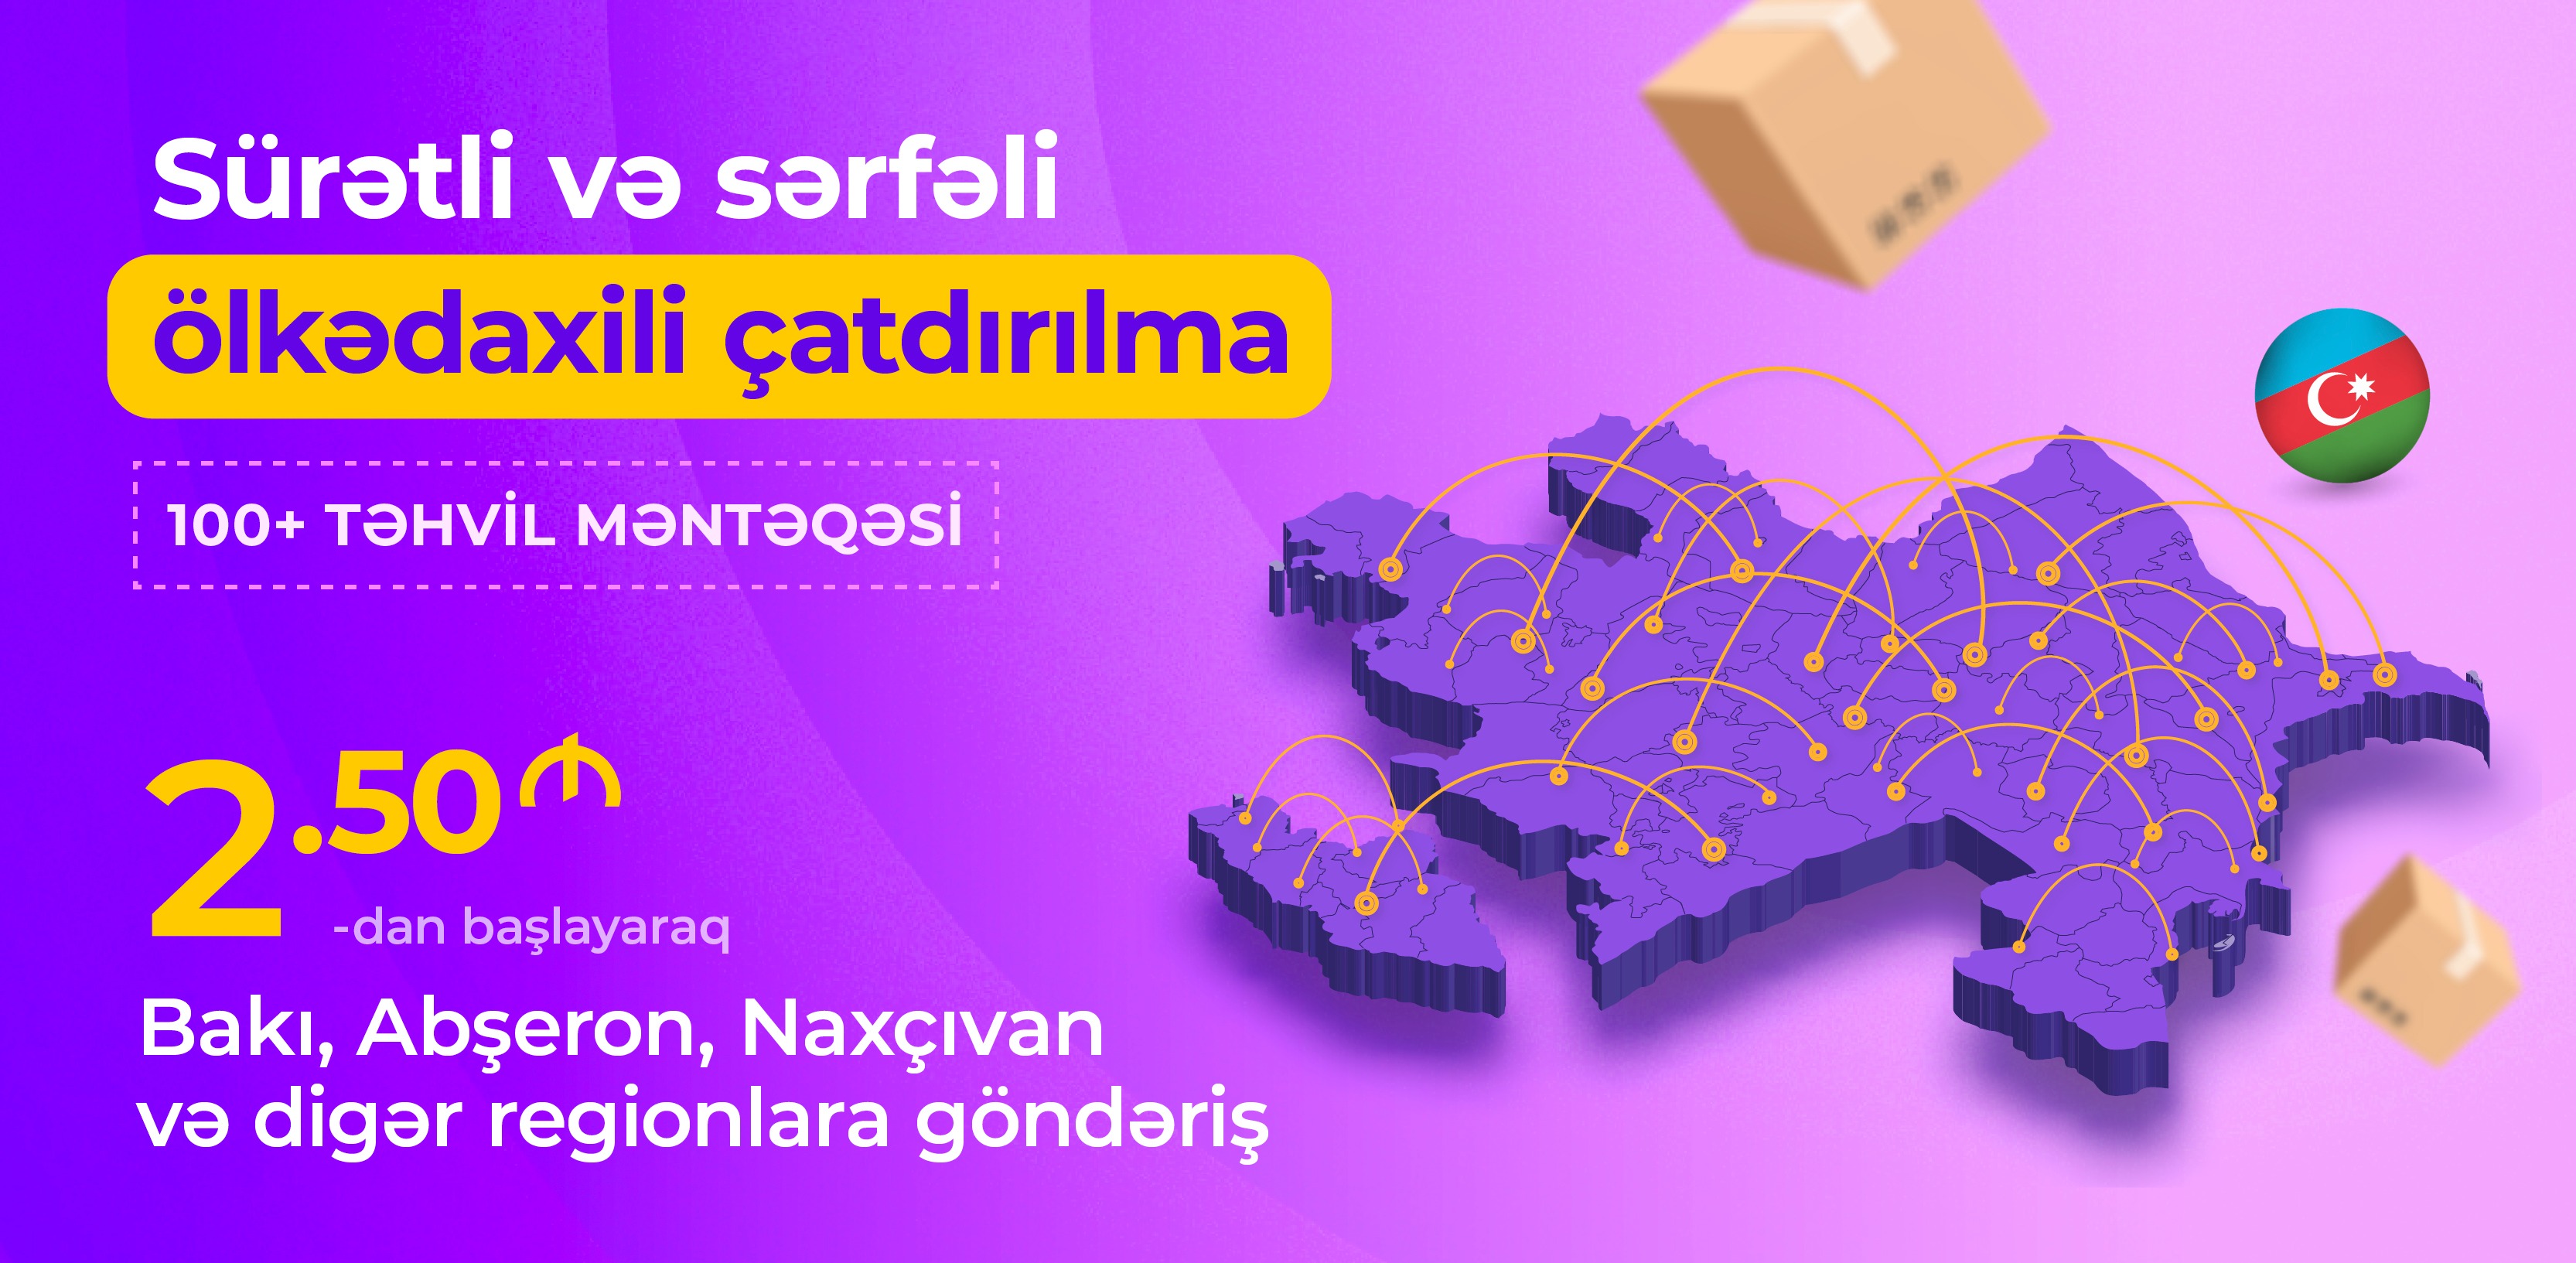 Sürətli və sərfəli
ölkədaxili çatdırılma
100+ TƏHVİL MƏNTƏQƏSİ
2.50 ₼
-dan başlayaraq
Bakı, Abşeron, Naxçıvan
və digər regionlara göndəriş